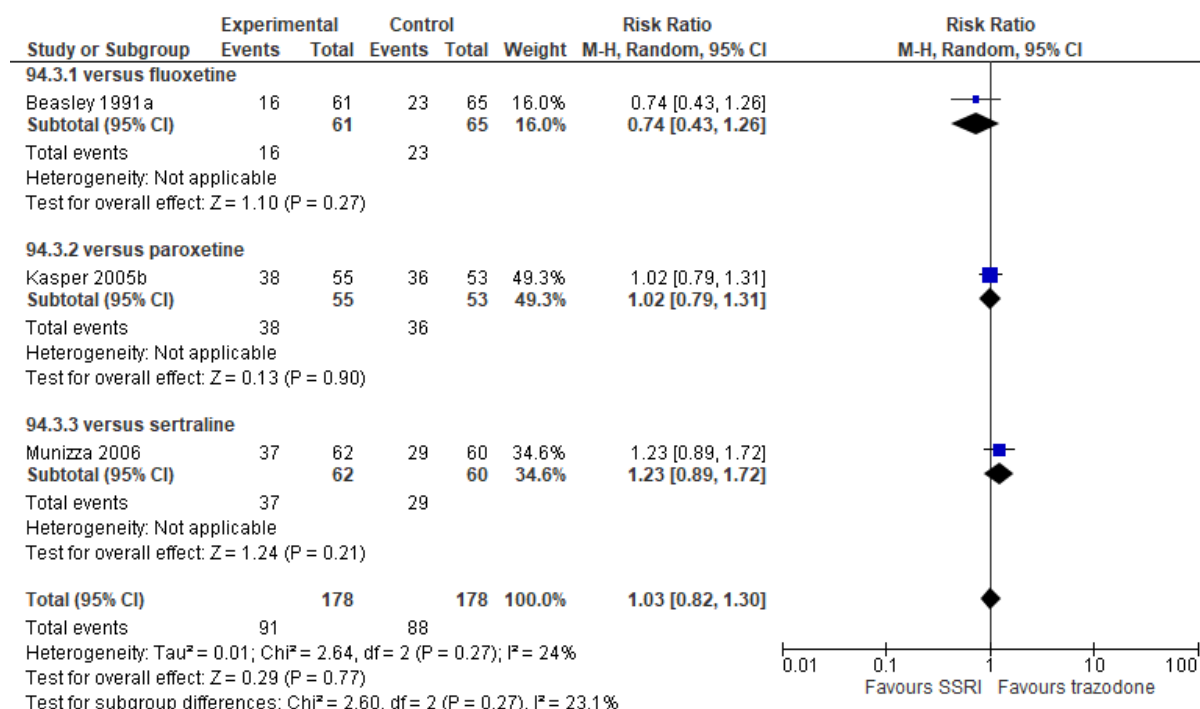 Experimental Control Risk Ratio Risk Ratio
Study or Subgroup Events Total Events Total Weight M-H, Random, 95% CI M-H, Random, 95% CI
94.3.1 versus fluoxetine
Beasley 1991a 16 61 23 65 16.0% 0.74 [0.43, 1.26]
Subtotal (95% CI) 61 65 16.0% 0.74 [0.43, 1.26]
Total events 16 23
Heterogeneity: Not applicable
Test for overall effect: Z = 1.10 (P = 0.27)
94.3.2 versus paroxetine
Kasper 2005b 38 55 36 53 49.3% 1.02 [0.79, 1.31]
Subtotal (95% CI) 55 53 49.3% 1.02 [0.79, 1.31]
Total events 38 36
Heterogeneity: Not applicable
Test for overall effect: Z = 0.13 (P = 0.90)
94.3.3 versus sertraline
Munizza 2006 37 62 29 60 34.6% 1.23 [0.89, 1.72]
Subtotal (95% CI) 62 60 34.6% 1.23 [0.89, 1.72]
Total events 37 29
Heterogeneity: Not applicable
Test for overall effect: Z = 1.24 (P = 0.21)
Total (95% CI) 178 178 100.0% 1.03 [0.82, 1.30]
Total events 91 88
Heterogeneity: Tau² = 0.01; Chi² = 2.64, df = 2 (P = 0.27); I² = 24%
Test for overall effect: Z = 0.29 (P = 0.77)
Test for subgroup differences: Chi² = 2.60, df = 2 (P = 0.27), I² = 23.1%
0.01 0.1 1 10 100
Favours SSRI Favours trazodone